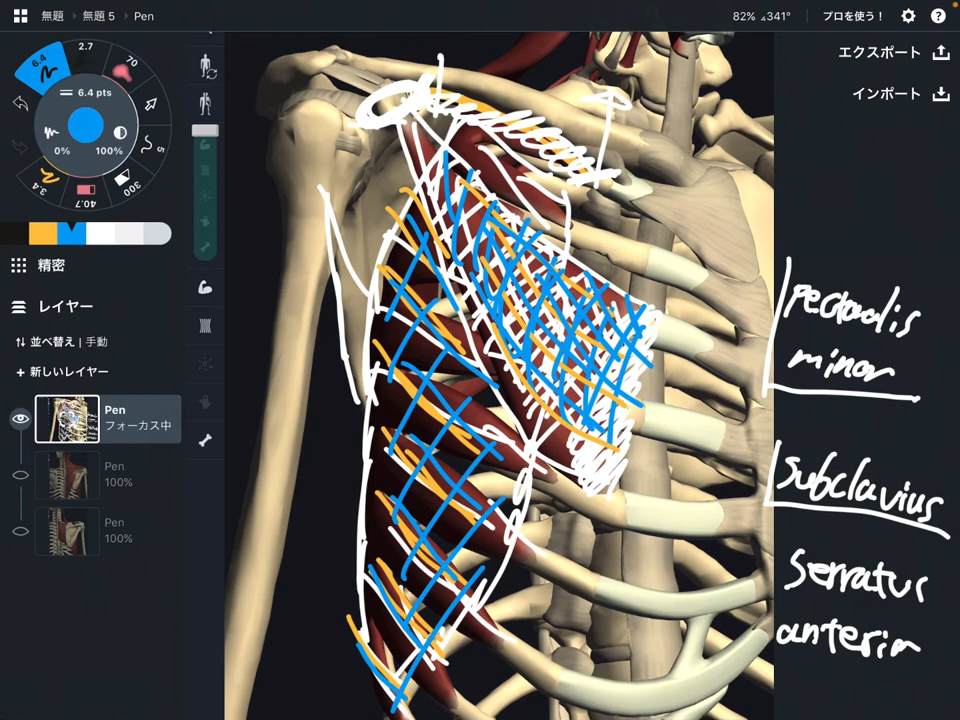 無題 無題 5 Pen
82% ⦣341° プロを使う！
エクスポート
インポート
2.7
6.4
70
6.4 pts
0% 100%
5
3.4
40.7
300
精密
レイヤー
並べ替え | 手動
+ 新しいレイヤー
Pen
フォーカス中
Pen
100%
Pen
100%
pectoalis
minor
subclavius
serratus
anterior